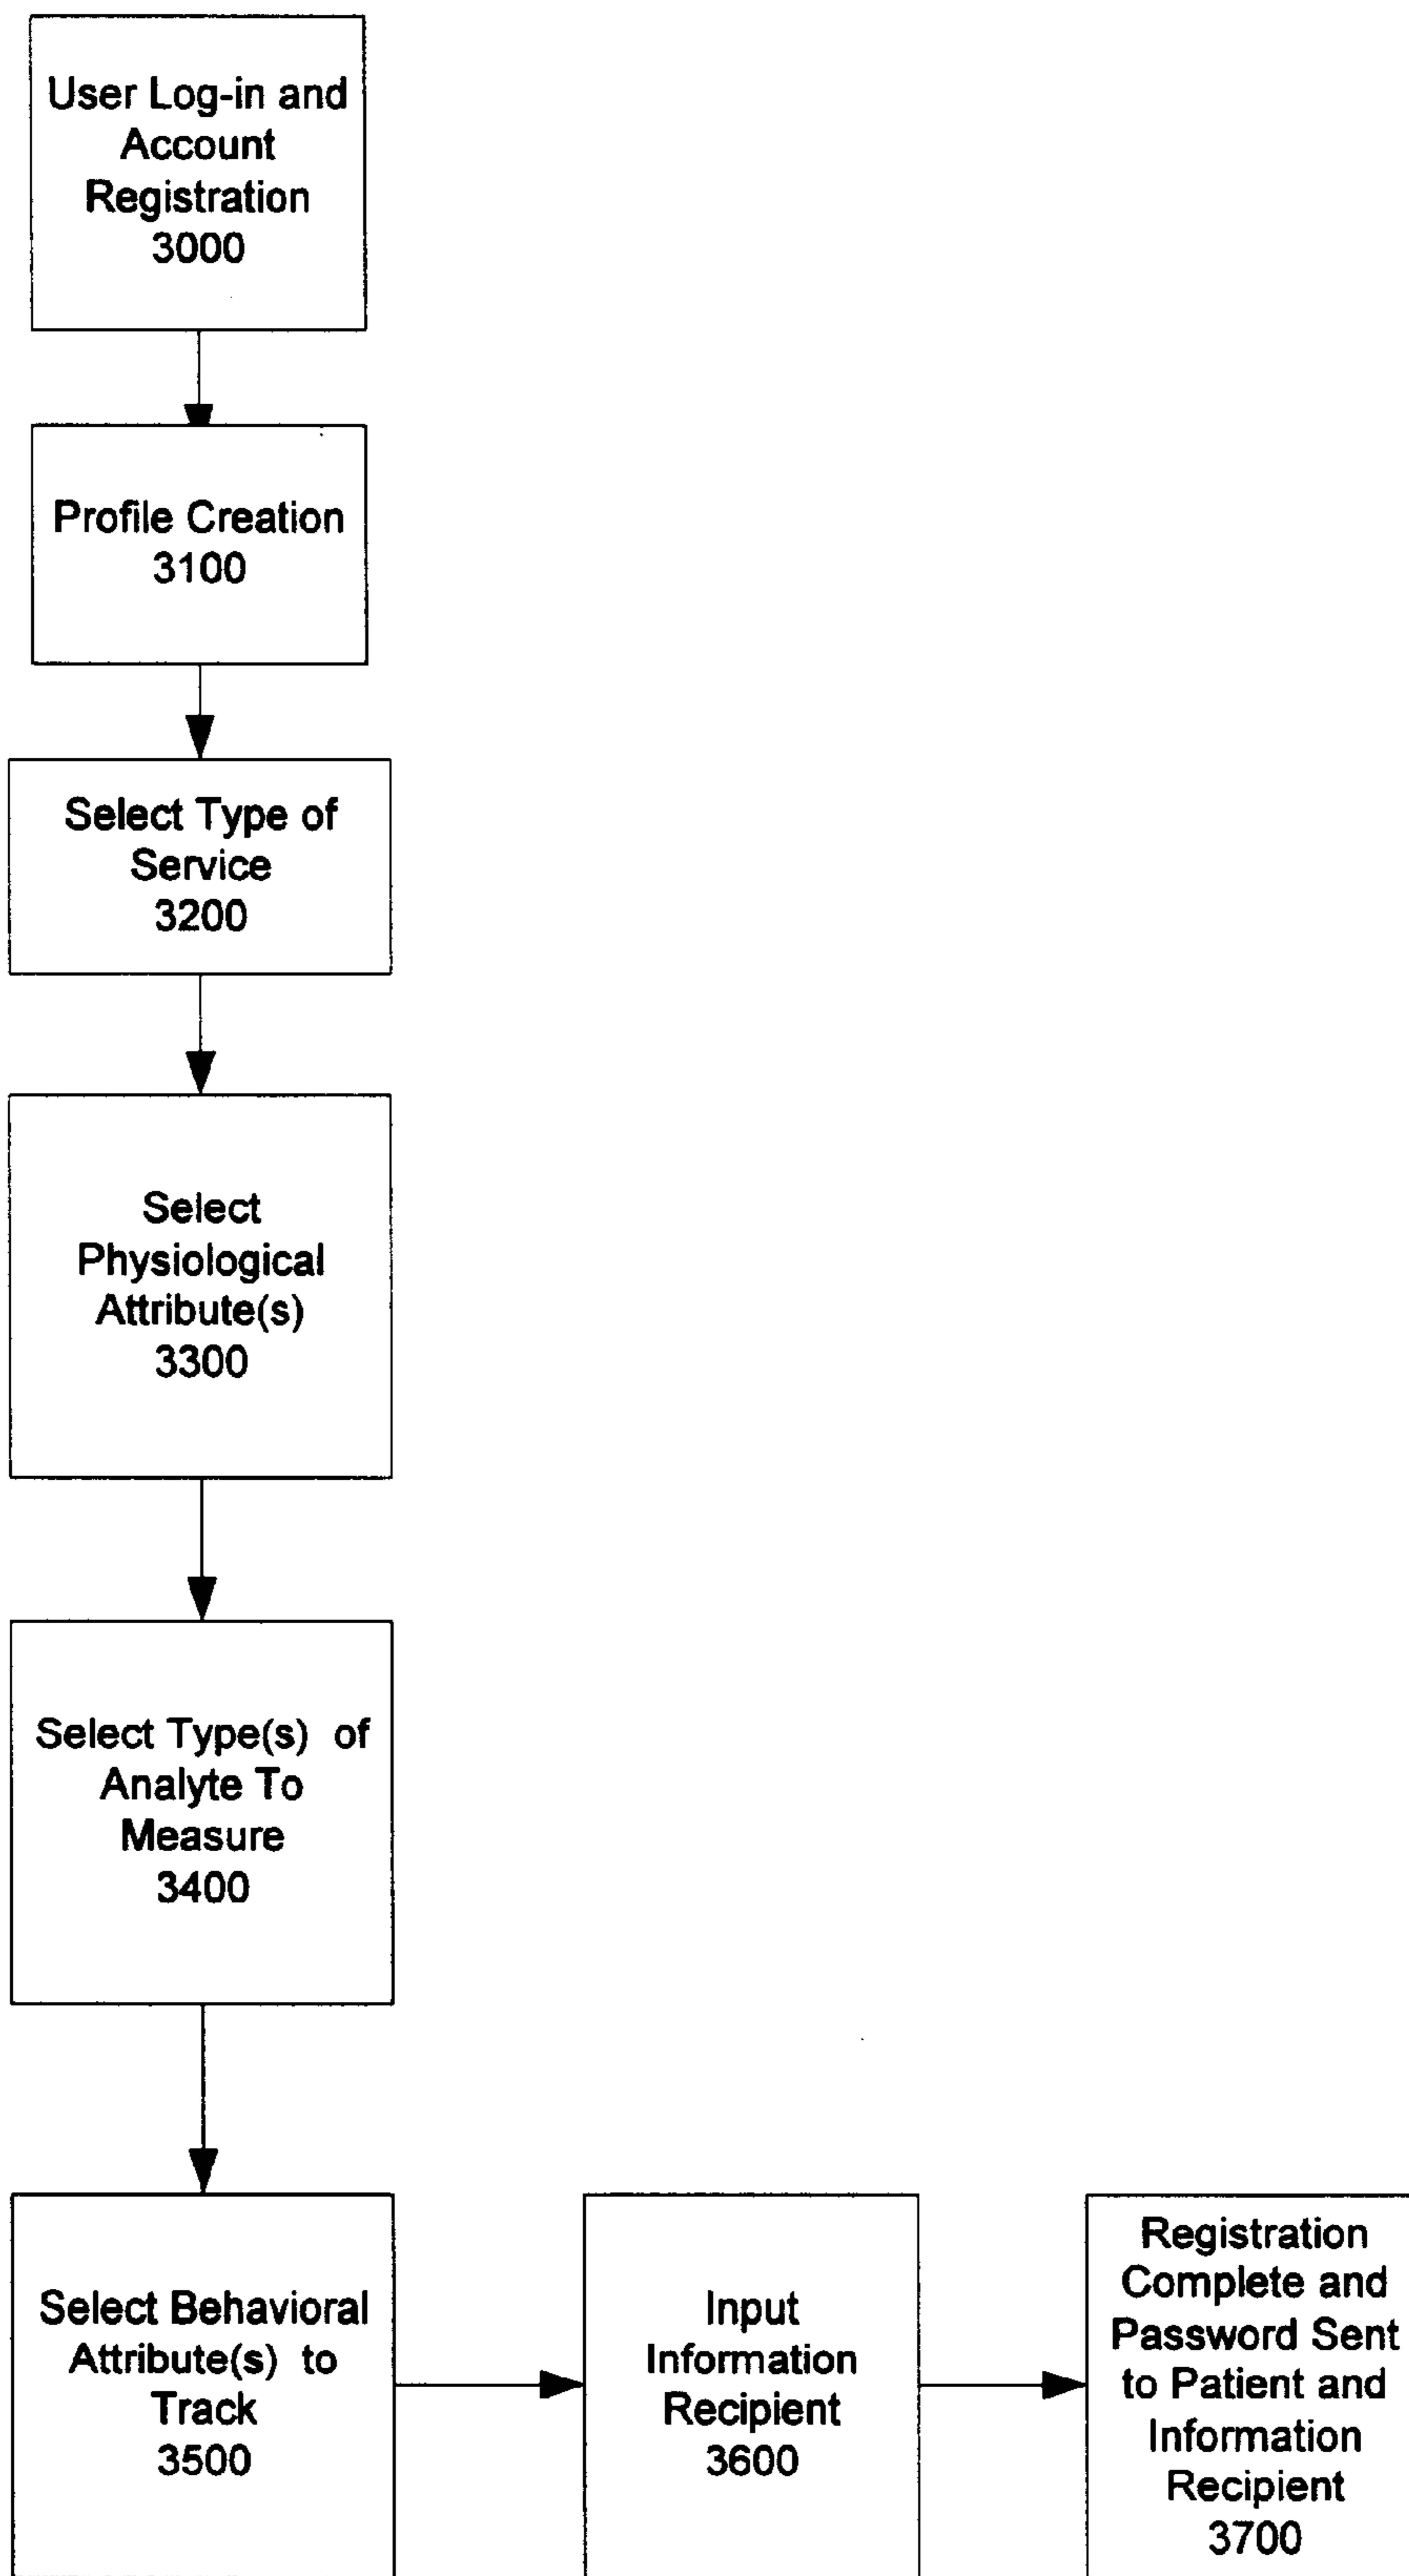 User Log-in and
Account
Registration
3000
Profile Creation
3100
Select Type of
Service
3200
Select
Physiological
Attribute(s)
3300
Select Type(s) of
Analyte To
Measure
3400
Select Behavioral
Attribute(s) to
Track
3500
Input
Information
Recipient
3600
Registration
Complete and
Password Sent
to Patient and
Information
Recipient
3700